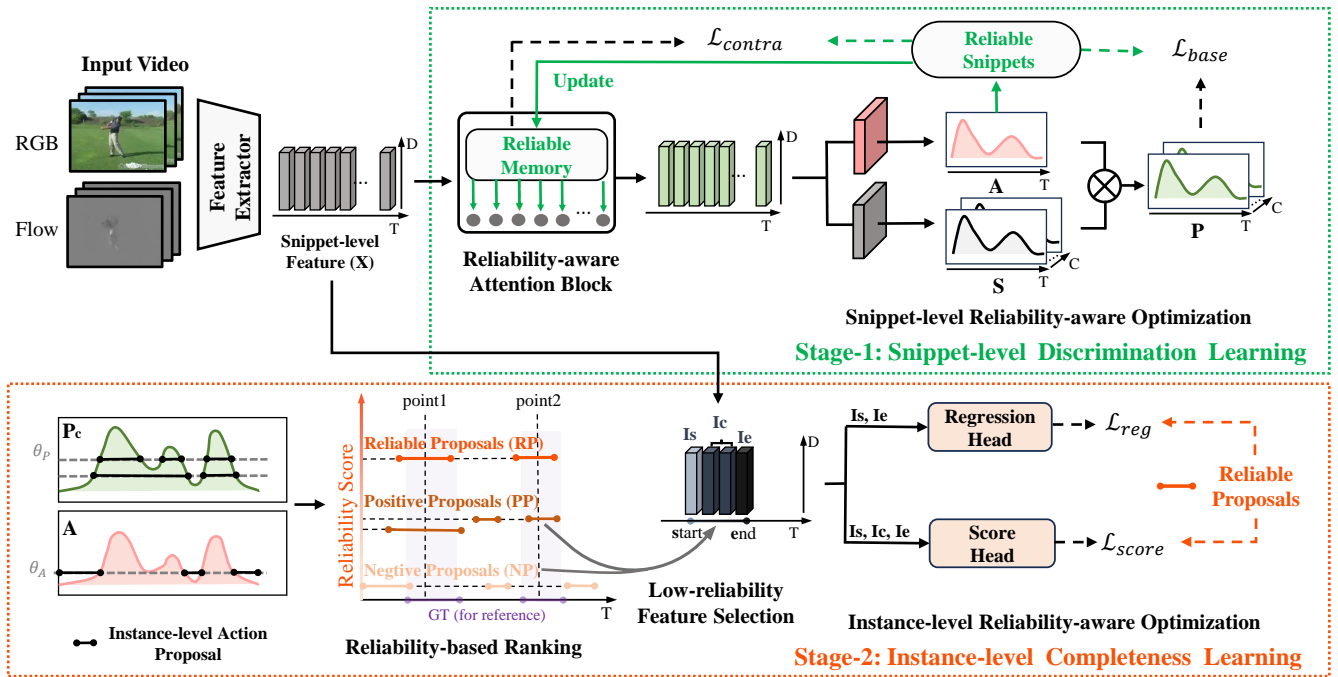 Input Video
RGB
Flow
Feature
Extractor
...
D
T
Snippet-level
Feature (X)
Update
Reliable
Memory
...
Reliability-aware
Attention Block
ℒcontra
Reliable
Snippets
ℒbase
...
D
T
A
T
S
T
C
P
T
C
Snippet-level Reliability-aware Optimization
Stage-1: Snippet-level Discrimination Learning
Pc
θP
A
θA
Instance-level Action
Proposal
Reliability Score
point1
point2
Reliable Proposals (RP)
Positive Proposals (PP)
Negtive Proposals (NP)
GT (for reference)
T
Reliability-based Ranking
Is
Ic
Ie
D
T
start
end
Low-reliability
Feature Selection
Is, Ie
Regression
Head
ℒreg
Is, Ic, Ie
Score
Head
ℒscore
Reliable
Proposals
Instance-level Reliability-aware Optimization
Stage-2: Instance-level Completeness Learning